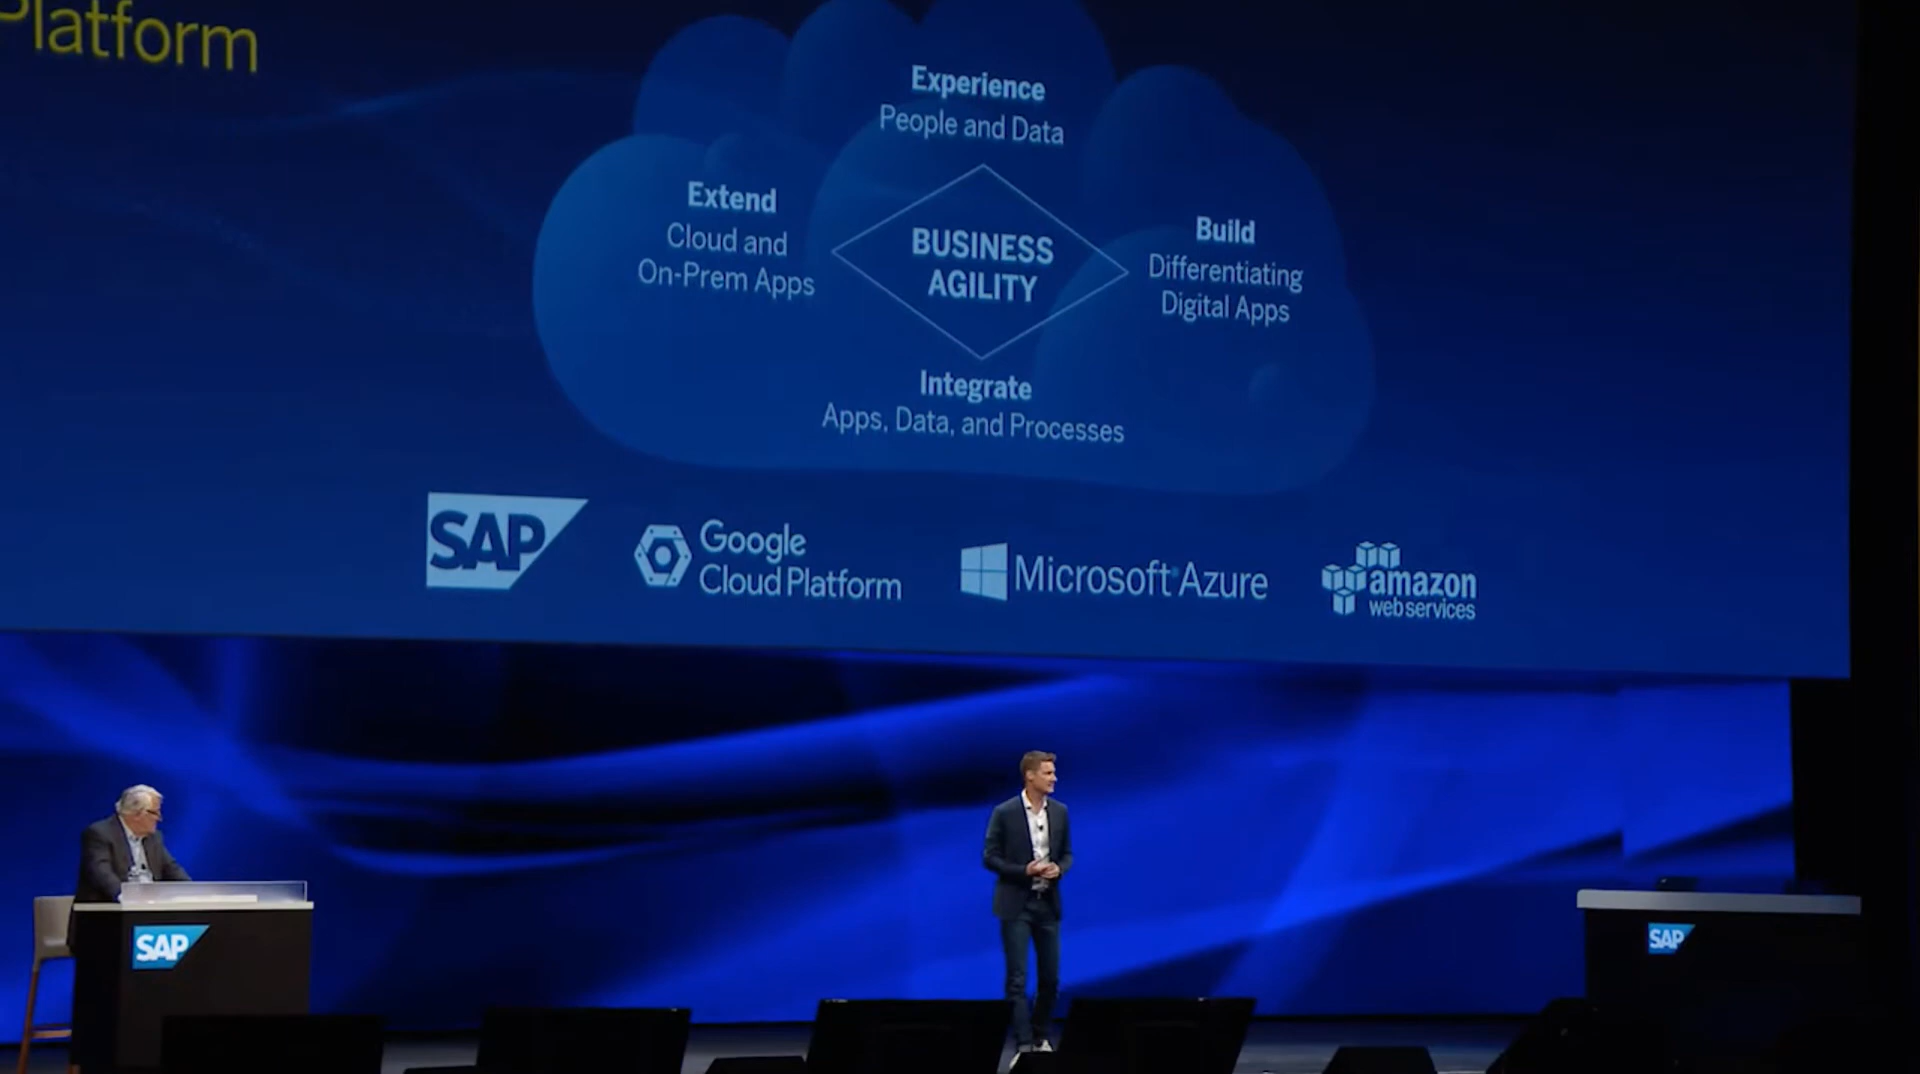 Platform
Experience
People and Data
Extend
Cloud and
On-Prem Apps
BUSINESS
AGILITY
Build
Differentiating
Digital Apps
Integrate
Apps, Data, and Processes
SAP
Google
Cloud Platform
Microsoft Azure
amazon
web services
SAP
SAP